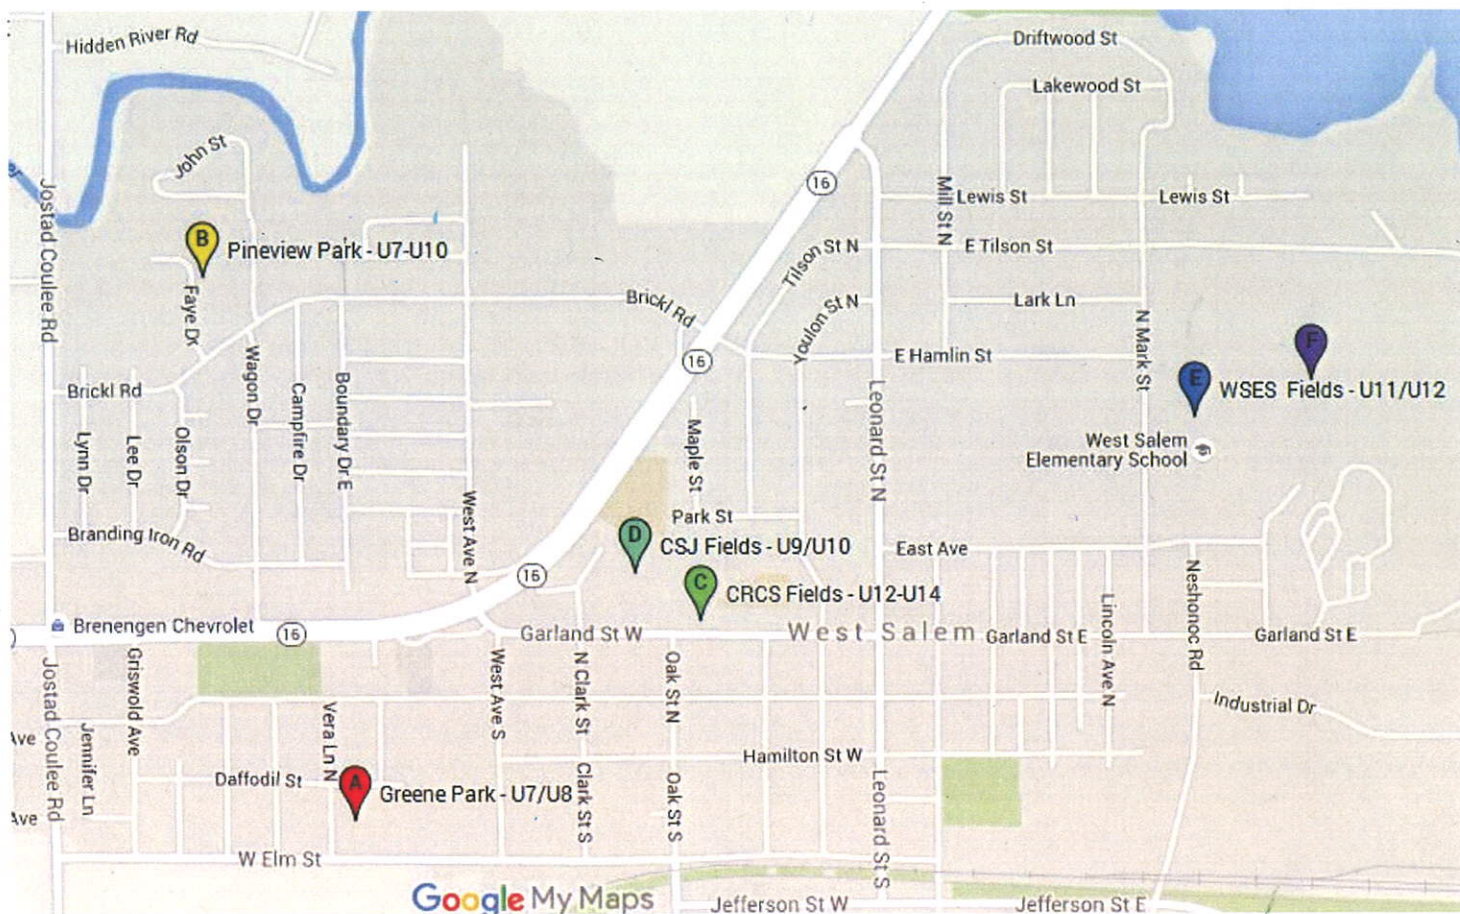 Hidden River Rd
Driftwood St
Lakewood St
John St
16
Jostad Coulee Rd
Mill St N
Lewis St
Lewis St
B
Pineview Park - U7-U10
Tilson St N
E Tilson St
Faye Dr
Brickl Rd
Youlon St N
Lark Ln
N Mark St
F
16
E Hamlin St
Wagon Dr
Brickl Rd
Campfire Dr
Boundary Dr E
Leonard St N
E
WSES Fields - U11/U12
Lynn Dr
Lee Dr
Olson Dr
Maple St
West Salem
Elementary School
West Ave N
Branding Iron Rd
Park St
D
CSJ Fields - U9/U10
East Ave
16
C
CRCS Fields - U12-U14
Neshonoc Rd
Lincoln Ave N
Brenengen Chevrolet
16
Garland St W
West Salem
Garland St E
Garland St E
Jostad Coulee Rd
Griswold Ave
West Ave S
N Clark St
Oak St N
Industrial Dr
Vera Ln N
Ave
Jennifer Ln
Hamilton St W
Daffodil St
A
Greene Park - U7/U8
Clark St S
Oak St S
Leonard St S
Ave
W Elm St
Google My Maps
Jefferson St W
Jefferson St E